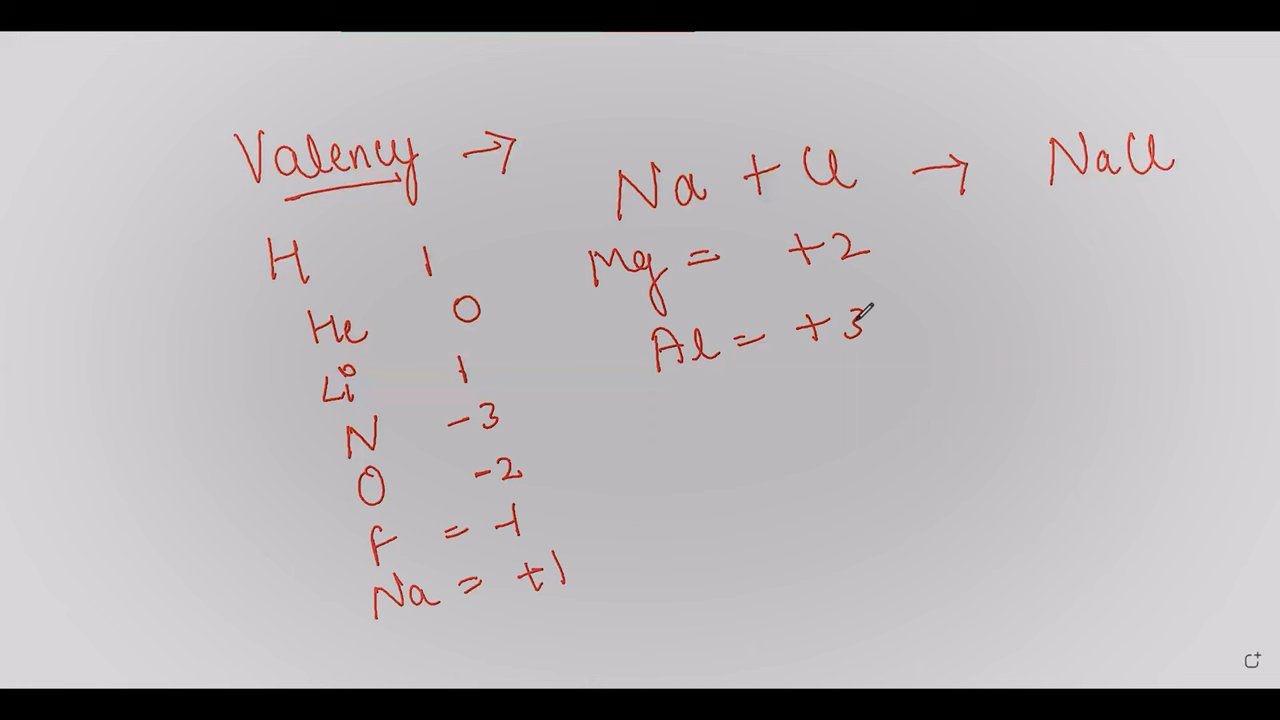 Valency →
Na + Cl → NaCl
H 1
He 0
Li 1
N -3
O -2
F = -1
Na = +1
Mg = +2
Al = +3